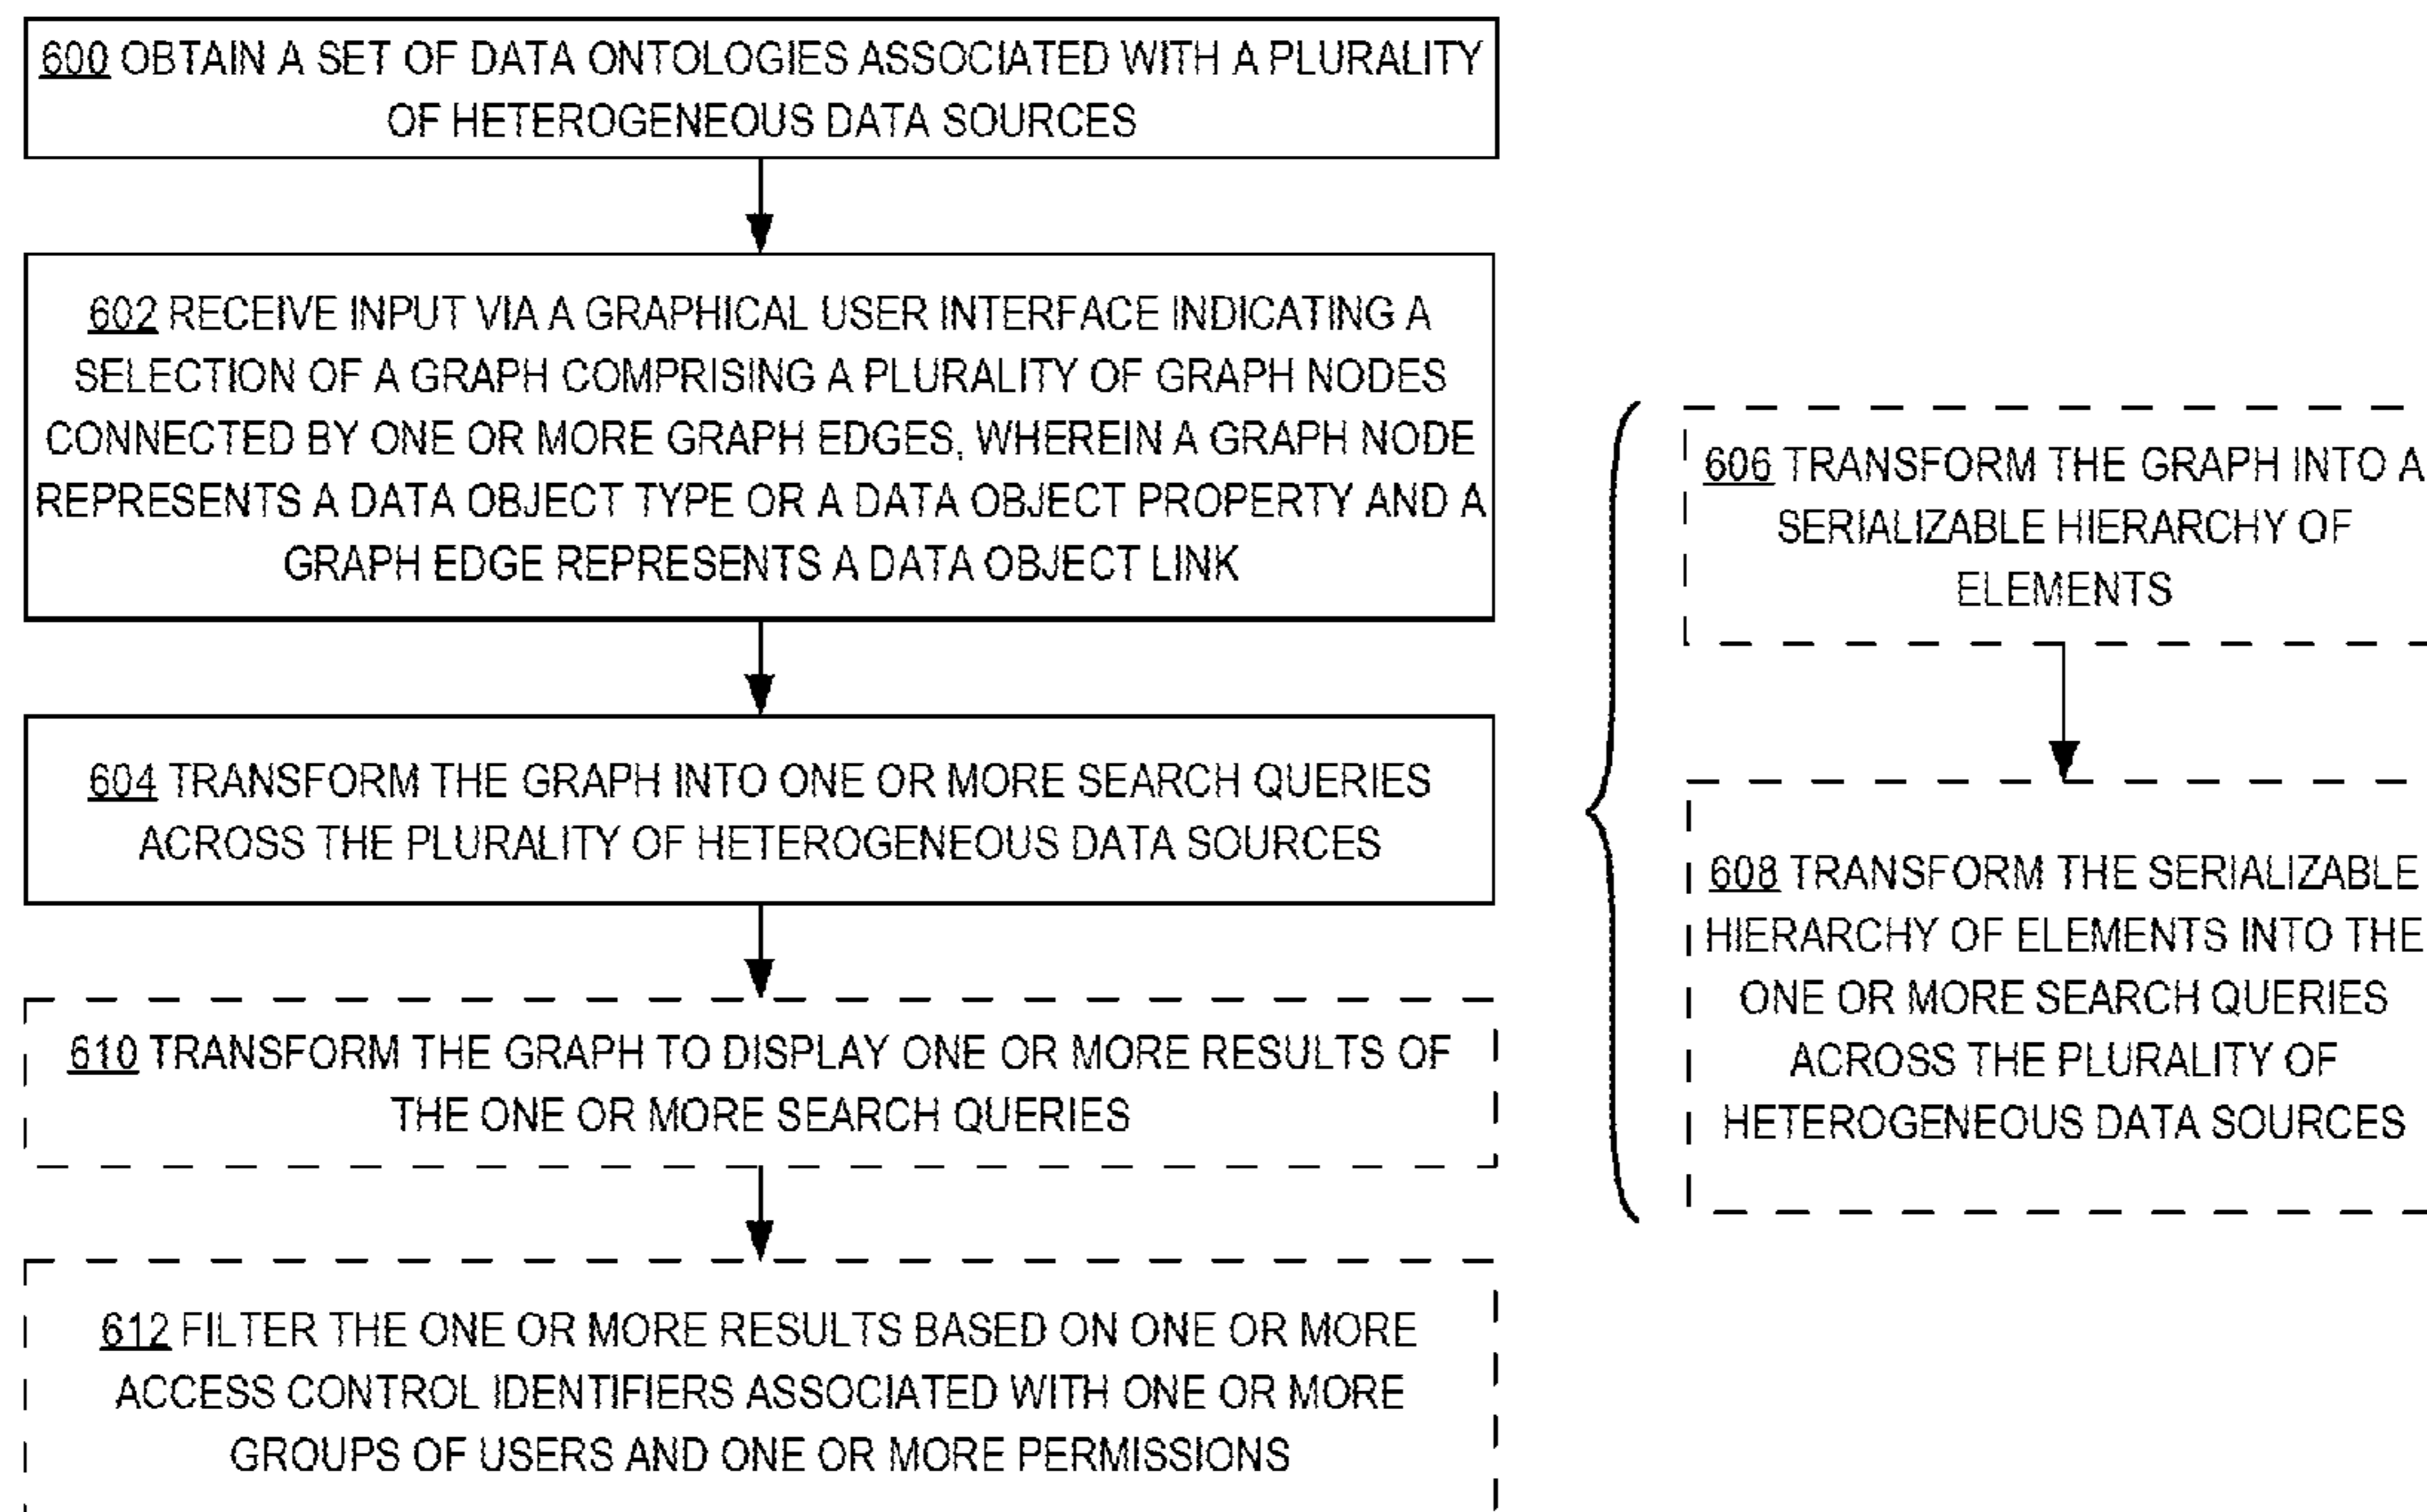 600 OBTAIN A SET OF DATA ONTOLOGIES ASSOCIATED WITH A PLURALITY
OF HETEROGENEOUS DATA SOURCES
602 RECEIVE INPUT VIA A GRAPHICAL USER INTERFACE INDICATING A
SELECTION OF A GRAPH COMPRISING A PLURALITY OF GRAPH NODES
CONNECTED BY ONE OR MORE GRAPH EDGES, WHEREIN A GRAPH NODE
REPRESENTS A DATA OBJECT TYPE OR A DATA OBJECT PROPERTY AND A
GRAPH EDGE REPRESENTS A DATA OBJECT LINK
604 TRANSFORM THE GRAPH INTO ONE OR MORE SEARCH QUERIES
ACROSS THE PLURALITY OF HETEROGENEOUS DATA SOURCES
606 TRANSFORM THE GRAPH INTO A
SERIALIZABLE HIERARCHY OF
ELEMENTS
608 TRANSFORM THE SERIALIZABLE
HIERARCHY OF ELEMENTS INTO THE
ONE OR MORE SEARCH QUERIES
ACROSS THE PLURALITY OF
HETEROGENEOUS DATA SOURCES
610 TRANSFORM THE GRAPH TO DISPLAY ONE OR MORE RESULTS OF
THE ONE OR MORE SEARCH QUERIES
612 FILTER THE ONE OR MORE RESULTS BASED ON ONE OR MORE
ACCESS CONTROL IDENTIFIERS ASSOCIATED WITH ONE OR MORE
GROUPS OF USERS AND ONE OR MORE PERMISSIONS